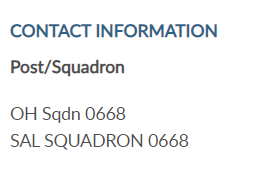 CONTACT INFORMATION
Post/Squadron
OH Sqdn 0668
SAL SQUADRON 0668